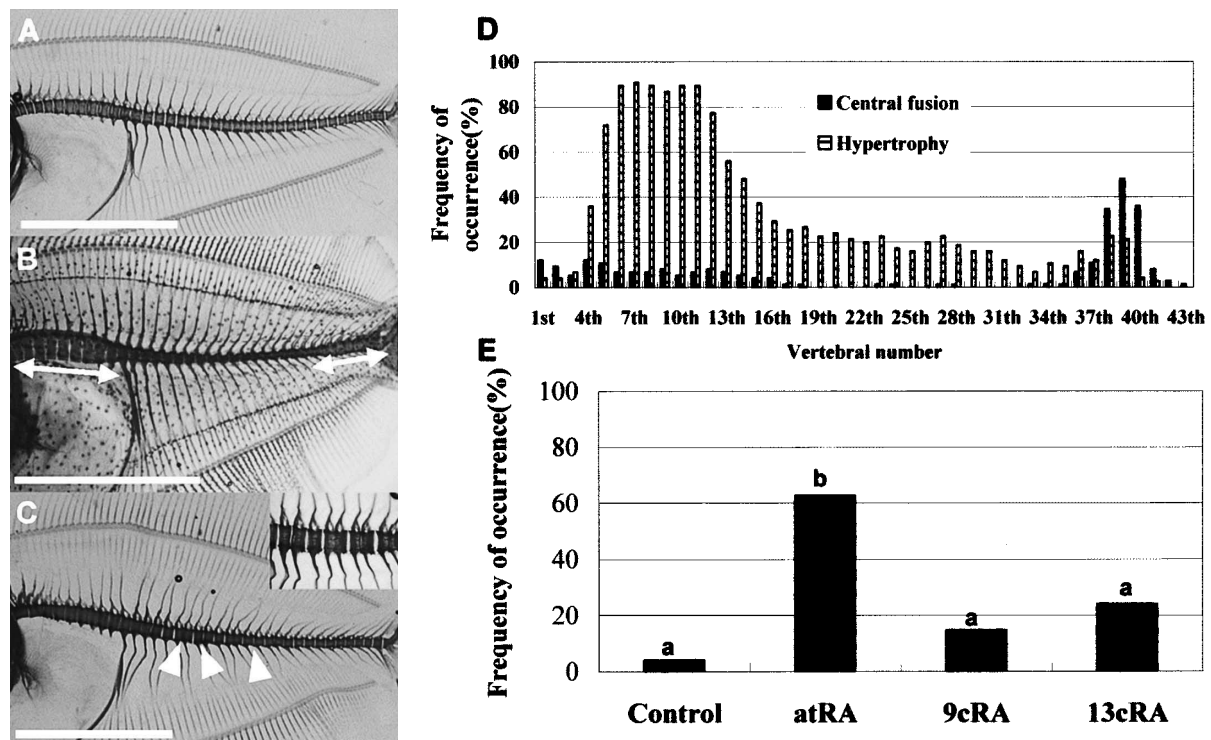 A
B
C
D
Frequency of
occurrence(%)
100
80
60
40
20
0
Central fusion
Hypertrophy
1st 4th 7th 10th 13th 16th 19th 22th 25th 28th 31th 34th 37th 40th 43th
Vertebral number
E
Frequency of occurrence(%)
100
80
60
40
20
0
a
b
a
a
Control atRA 9cRA 13cRA